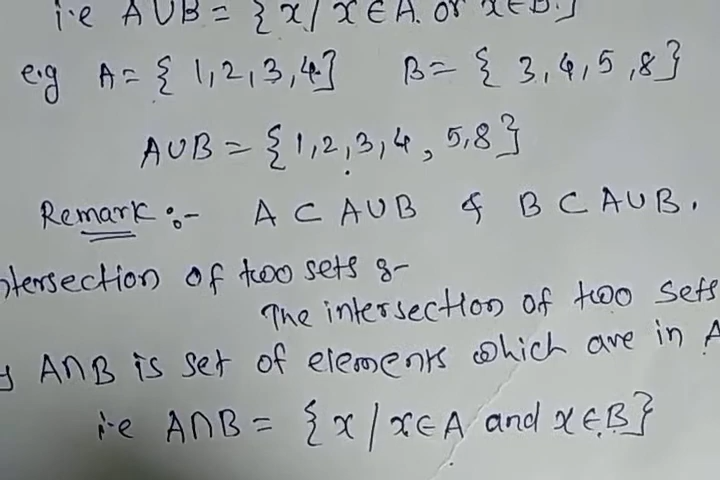 i.e A∪B = {x/ x∈A or x∈B}
e.g A = { 1,2,3,4} B = { 3,4,5,8}
A∪B = {1,2,3,4,5,8}
Remark :- A ⊂ A∪B & B ⊂ A∪B.
ntersection of two sets :-
The intersection of two sets
A∩B is set of elements which are in A
i.e A∩B = {x/x∈A and x∈B}